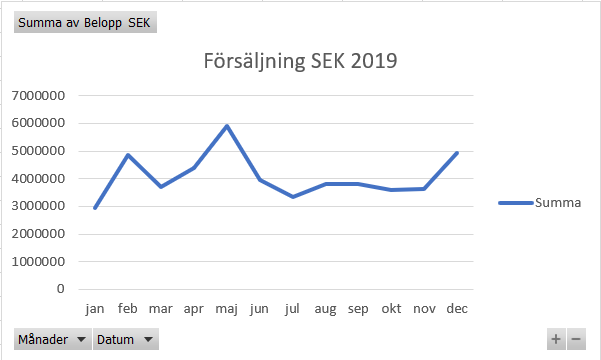 Summa av Belopp SEK
Försäljning SEK 2019
7000000
6000000
5000000
4000000
3000000
2000000
1000000
0
jan feb mar apr maj jun jul aug sep okt nov dec
Summa
Månader Datum